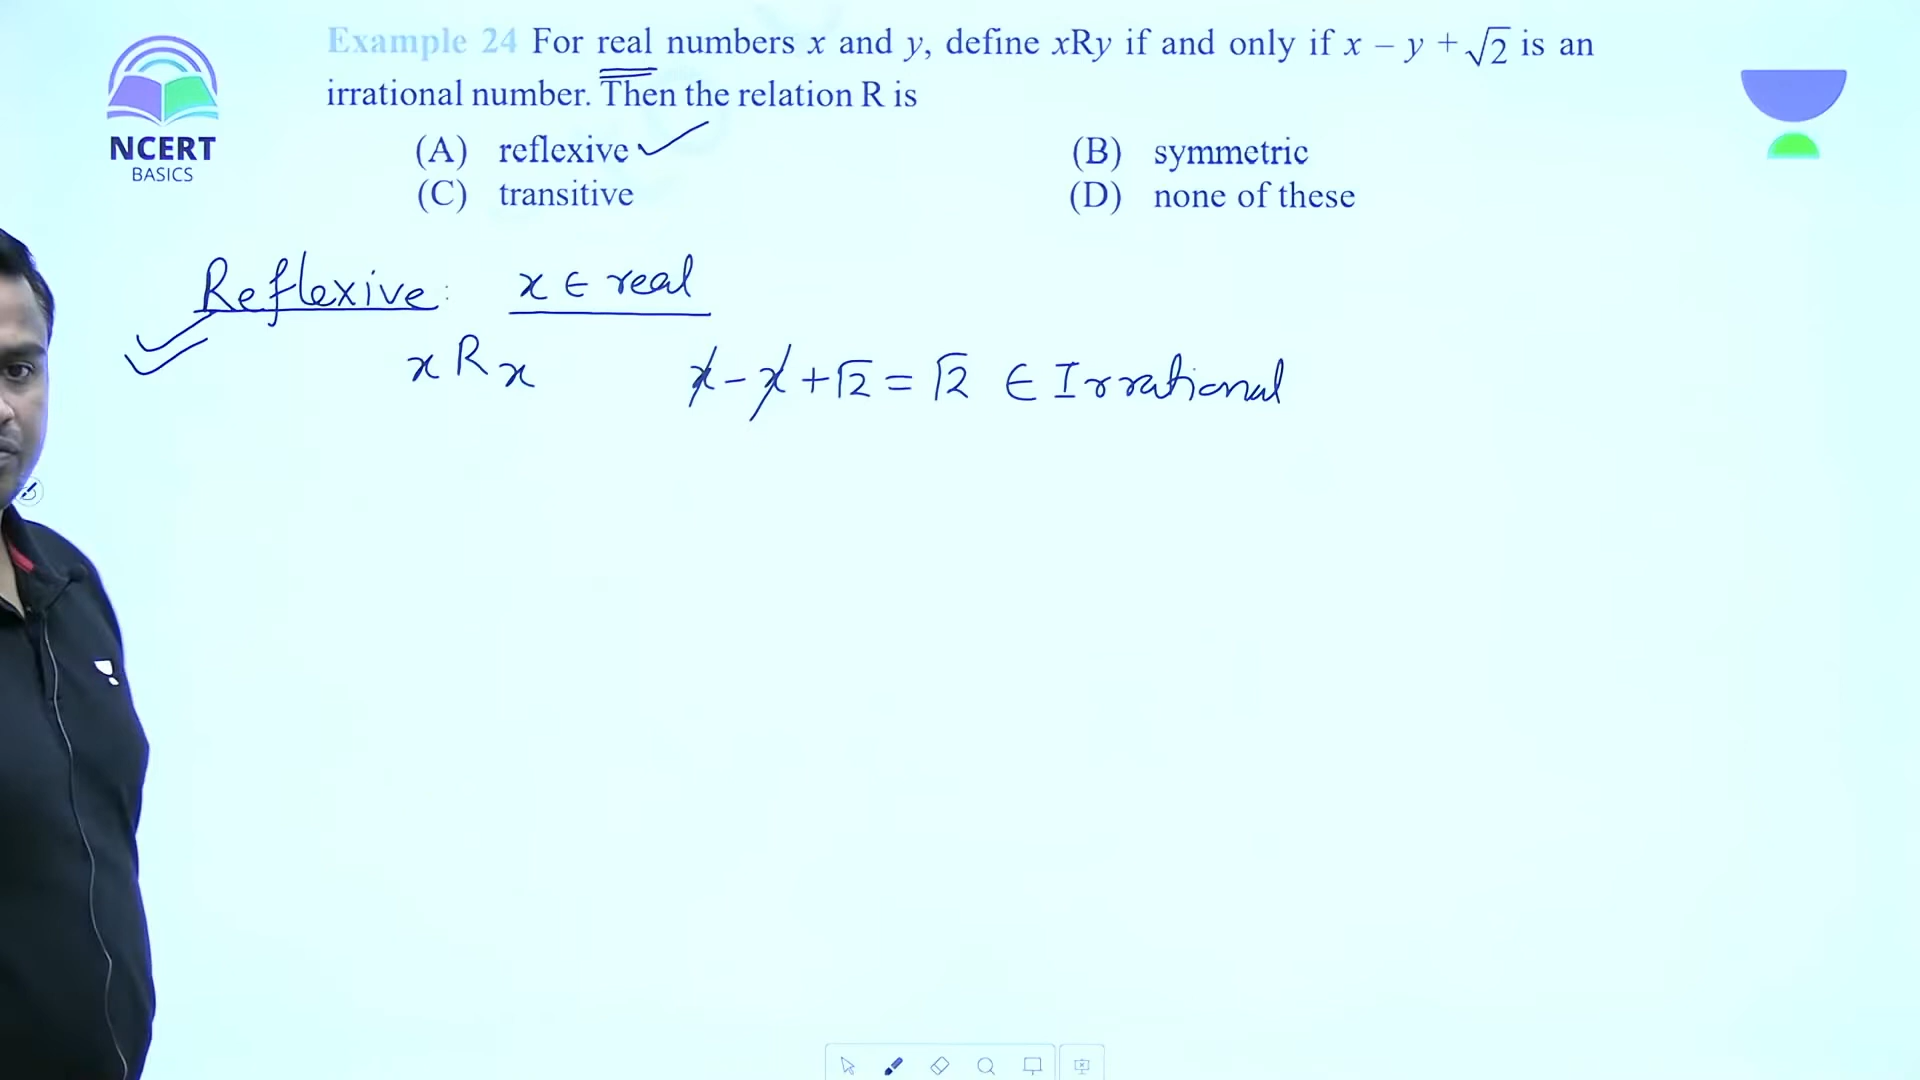 Example 24 For real numbers x and y, define xRy if and only if x – y + √2 is an
irrational number. Then the relation R is
(A) reflexive ✓ (B) symmetric
(C) transitive (D) none of these
NCERT
BASICS
Reflexive: x ∈ real
x R x x - x + √2 = √2 ∈ Irrational